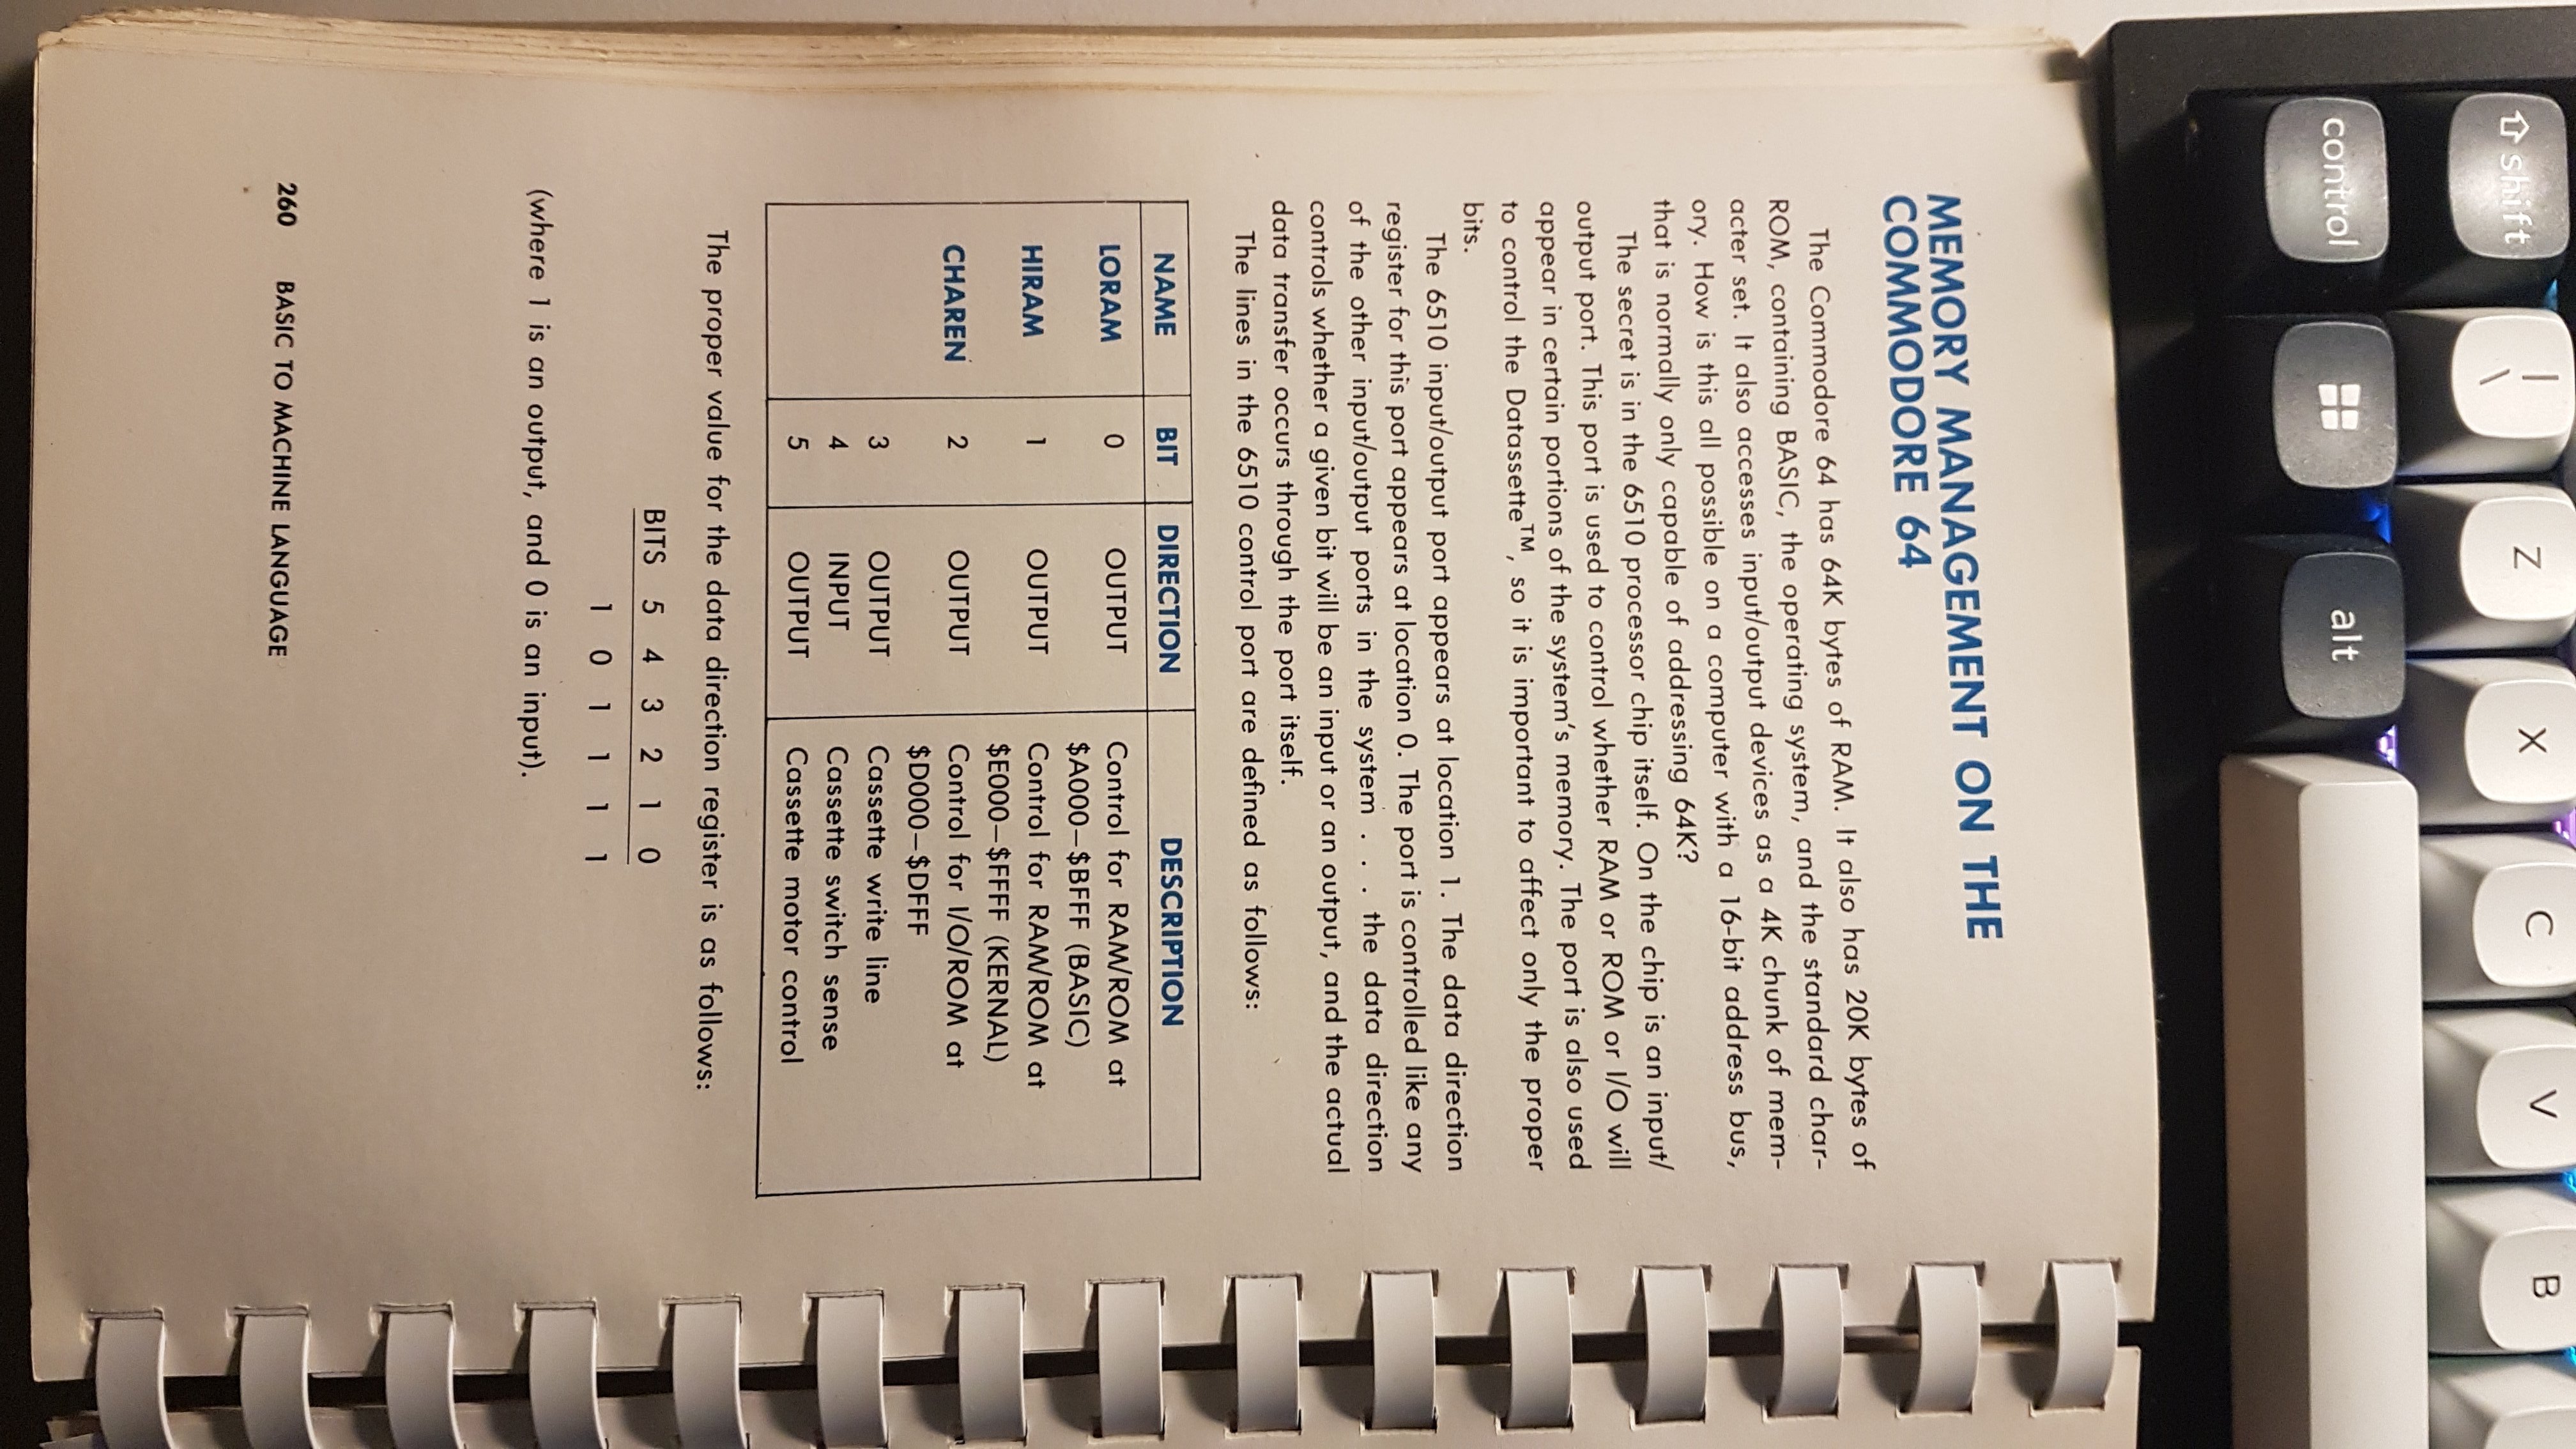 MEMORY MANAGEMENT ON THE
COMMODORE 64
The Commodore 64 has 64K bytes of RAM. It also has 20K bytes of
ROM, containing BASIC, the operating system, and the standard char-
acter set. It also accesses input/output devices as a 4K chunk of mem-
ory. How is this all possible on a computer with a 16-bit address bus,
that is normally only capable of addressing 64K?
The secret is in the 6510 processor chip itself. On the chip is an input/
output port. This port is used to control whether RAM or ROM or I/O will
appear in certain portions of the system's memory. The port is also used
to control the Datassette™, so it is important to affect only the proper
bits.
The 6510 input/output port appears at location 1. The data direction
register for this port appears at location 0. The port is controlled like any
of the other input/output ports in the system . . . the data direction
controls whether a given bit will be an input or an output, and the actual
data transfer occurs through the port itself.
The lines in the 6510 control port are defined as follows:
NAME BIT DIRECTION DESCRIPTION
LORAM 0 OUTPUT Control for RAM/ROM at
$A000–$BFFF (BASIC)
HIRAM 1 OUTPUT Control for RAM/ROM at
$E000–$FFFF (KERNAL)
CHAREN 2 OUTPUT Control for I/O/ROM at
$D000–$DFFF
3 OUTPUT Cassette write line
4 INPUT Cassette switch sense
5 OUTPUT Cassette motor control
The proper value for the data direction register is as follows:
BITS 5 4 3 2 1 0
1 0 1 1 1 1
(where 1 is an output, and 0 is an input).
260 BASIC TO MACHINE LANGUAGE
⇧ shift | \ Z X C V B
control alt